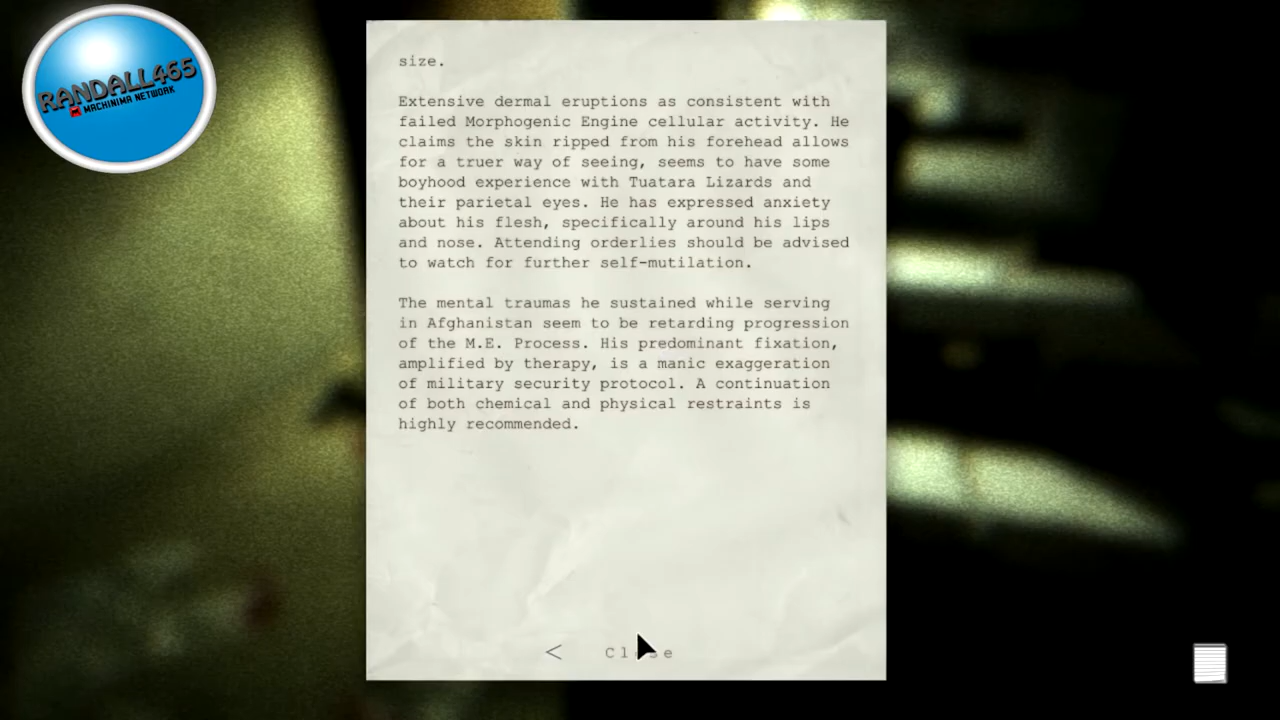 RANDALL465
MACHINIMA NETWORK
size.
Extensive dermal eruptions as consistent with
failed Morphogenic Engine cellular activity. He
claims the skin ripped from his forehead allows
for a truer way of seeing, seems to have some
boyhood experience with Tuatara Lizards and
their parietal eyes. He has expressed anxiety
about his flesh, specifically around his lips
and nose. Attending orderlies should be advised
to watch for further self-mutilation.
The mental traumas he sustained while serving
in Afghanistan seem to be retarding progression
of the M.E. Process. His predominant fixation,
amplified by therapy, is a manic exaggeration
of military security protocol. A continuation
of both chemical and physical restraints is
highly recommended.
< Close